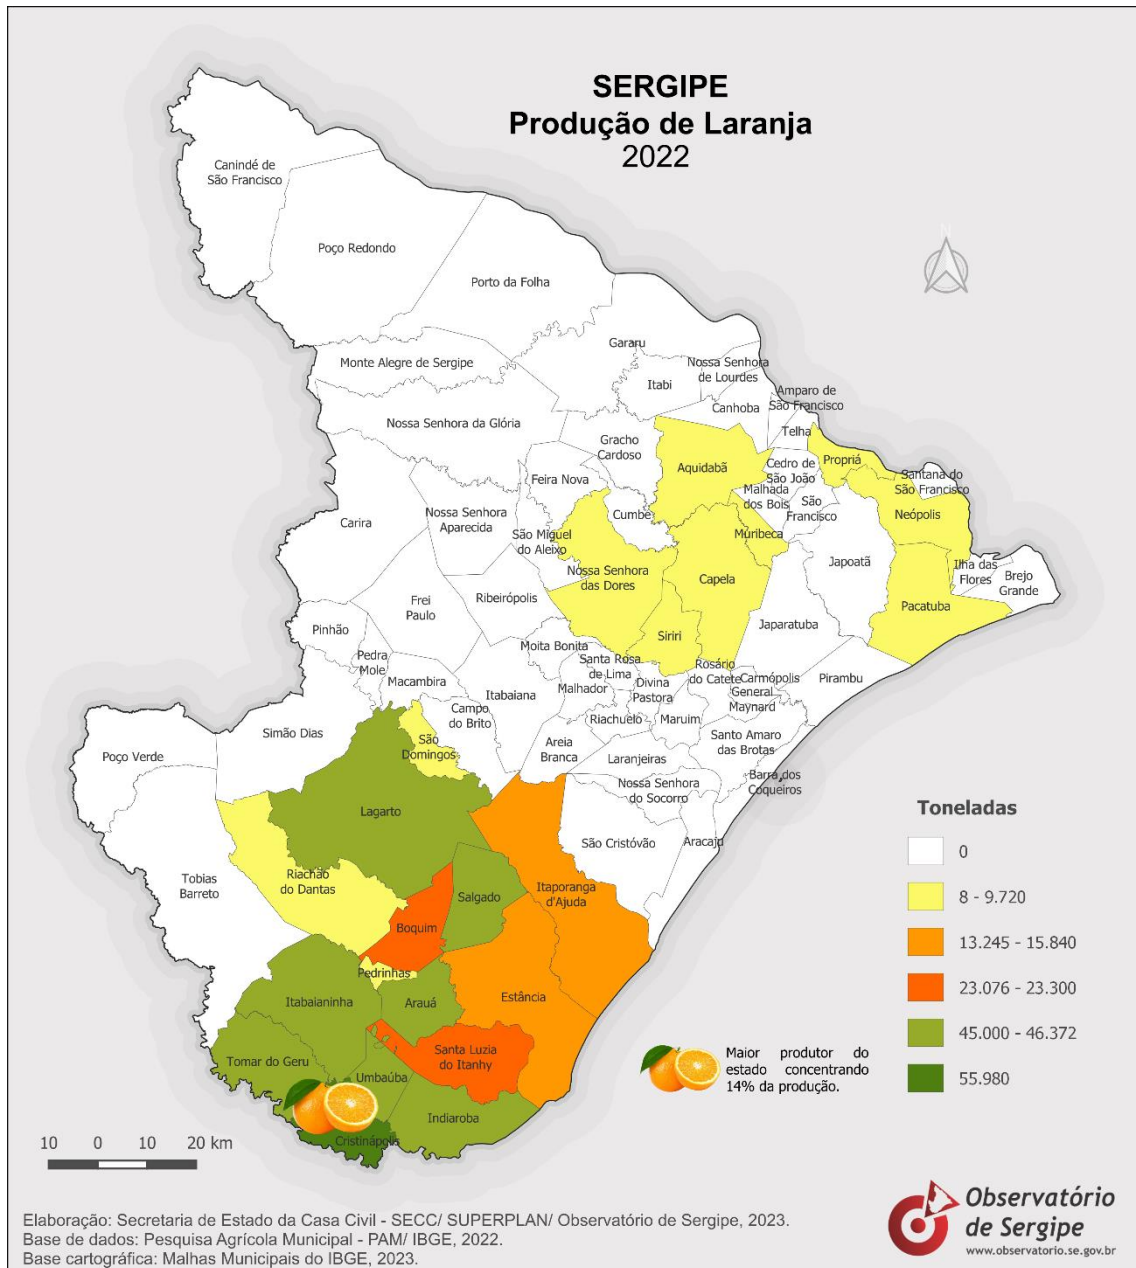 SERGIPE
Produção de Laranja
2022
N
Canindé de
São Francisco
Poço Redondo
Porto da Folha
Gararu
Monte Alegre de Sergipe
Nossa Senhora
de Lourdes
Itabi
Amparo de
São Francisco
Canhoba
Nossa Senhora da Glória
Telha
Gracho
Cardoso
Propriá
Aquidabã
Cedro de
São João
Feira Nova
Santana do
São Francisco
Malhada
dos Bois
São
Francisco
Cumbe
Neópolis
Nossa Senhora
Aparecida
Carira
São Miguel
do Aleixo
Muribeca
Japoatã
Ilha das
Flores
Brejo
Grande
Nossa Senhora
das Dores
Capela
Ribeirópolis
Frei
Paulo
Pacatuba
Japaratuba
Pinhão
Siriri
Moita Bonita
Pedra
Mole
Santa Rosa
de Lima
Rosário
do Catete
Carmópolis
Pirambu
Macambira
Itabaiana
Malhador
Divina
Pastora
General
Maynard
Campo
do Brito
Riachuelo
Maruim
Simão Dias
São
Domingos
Areia
Branca
Santo Amaro
das Brotas
Poço Verde
Laranjeiras
Nossa Senhora
do Socorro
Barra dos
Coqueiros
Lagarto
São Cristóvão
Aracaju
Tobias
Barreto
Riachão
do Dantas
Itaporanga
d'Ajuda
Salgado
Boquim
Pedrinhas
Estância
Itabaianinha
Arauá
Santa Luzia
do Itanhy
Tomar do Geru
Umbaúba
Indiaroba
Cristinápolis
Toneladas
0
8 - 9.720
13.245 - 15.840
23.076 - 23.300
45.000 - 46.372
55.980
Maior produtor do
estado concentrando
14% da produção.
10 0 10 20 km
Elaboração: Secretaria de Estado da Casa Civil - SECC/ SUPERPLAN/ Observatório de Sergipe, 2023.
Base de dados: Pesquisa Agrícola Municipal - PAM/ IBGE, 2022.
Base cartográfica: Malhas Municipais do IBGE, 2023.
Observatório
de Sergipe
www.observatorio.se.gov.br